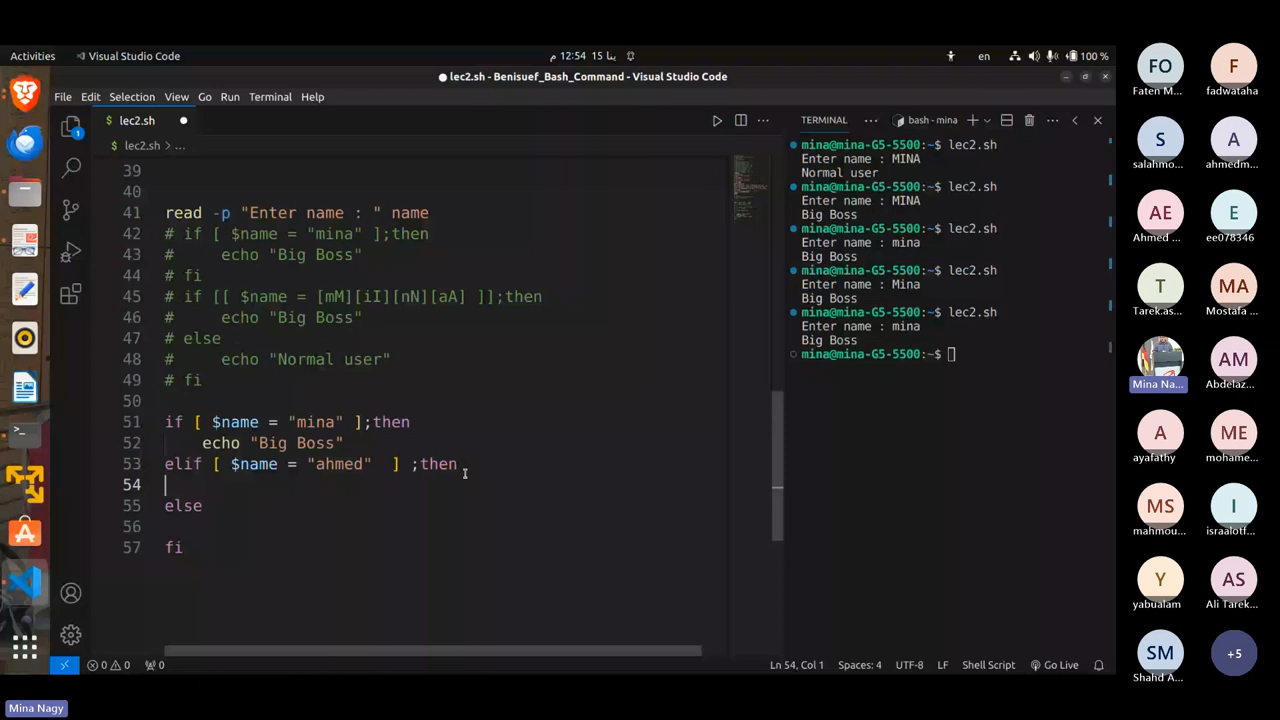 Activities
Visual Studio Code
يناير 15 12:54 م
en
100 %
lec2.sh - Benisuef_Bash_Command - Visual Studio Code
File Edit Selection View Go Run Terminal Help
lec2.sh
lec2.sh > ...
39
40
41 read -p "Enter name : " name
42 # if [ $name = "mina" ];then
43 #     echo "Big Boss"
44 # fi
45 # if [[ $name = [mM][iI][nN][aA] ]];then
46 #     echo "Big Boss"
47 # else
48 #     echo "Normal user"
49 # fi
50
51 if [ $name = "mina" ];then
52     echo "Big Boss"
53 elif [ $name = "ahmed"  ] ;then
54
55 else
56
57 fi
TERMINAL
bash - mina
mina@mina-G5-5500:~$ lec2.sh
Enter name : MINA
Normal user
mina@mina-G5-5500:~$ lec2.sh
Enter name : MINA
Big Boss
mina@mina-G5-5500:~$ lec2.sh
Enter name : mina
Big Boss
mina@mina-G5-5500:~$ lec2.sh
Enter name : Mina
Big Boss
mina@mina-G5-5500:~$ lec2.sh
Enter name : mina
Big Boss
mina@mina-G5-5500:~$
1
0 0 0
Ln 54, Col 1 Spaces: 4 UTF-8 LF Shell Script Go Live
FO F
Faten M... fadwataha
S A
salahmo... ahmedm...
AE E
Ahmed ... ee078346
T MA
Tarek.as... Mostafa ...
AM
Mina Na... Abdelaz...
A ME
ayafathy mohame...
MS I
mahmou... israalotf...
Y AS
yabualam Ali Tarek...
SM +5
Shahd A...
Mina Nagy